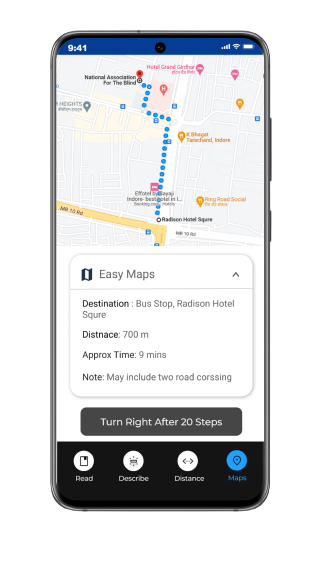 9:41
Hotel Grand Girdhar
National Association
For The Blind
H
HEIGHTS
H
K Bhagat
Tarachand, Indore
Effotel by Sayaji
Indore- best hotel in I...
Ring Road Social
Radison Hotel Squre
MR 10 Rd
MR 10 Rd
Easy Maps
Destination : Bus Stop, Radison Hotel
Squre
Distnace: 700 m
Approx Time: 9 mins
Note: May include two road corssing
Turn Right After 20 Steps
Read
Describe
Distance
Maps